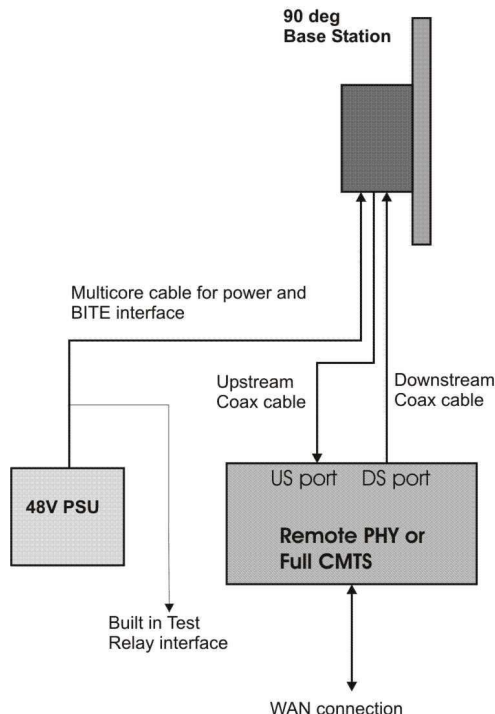 90 deg
Base Station
Multicore cable for power and
BITE interface
Upstream
Coax cable
Downstream
Coax cable
US port
DS port
48V PSU
Remote PHY or
Full CMTS
Built in Test
Relay interface
WAN connection